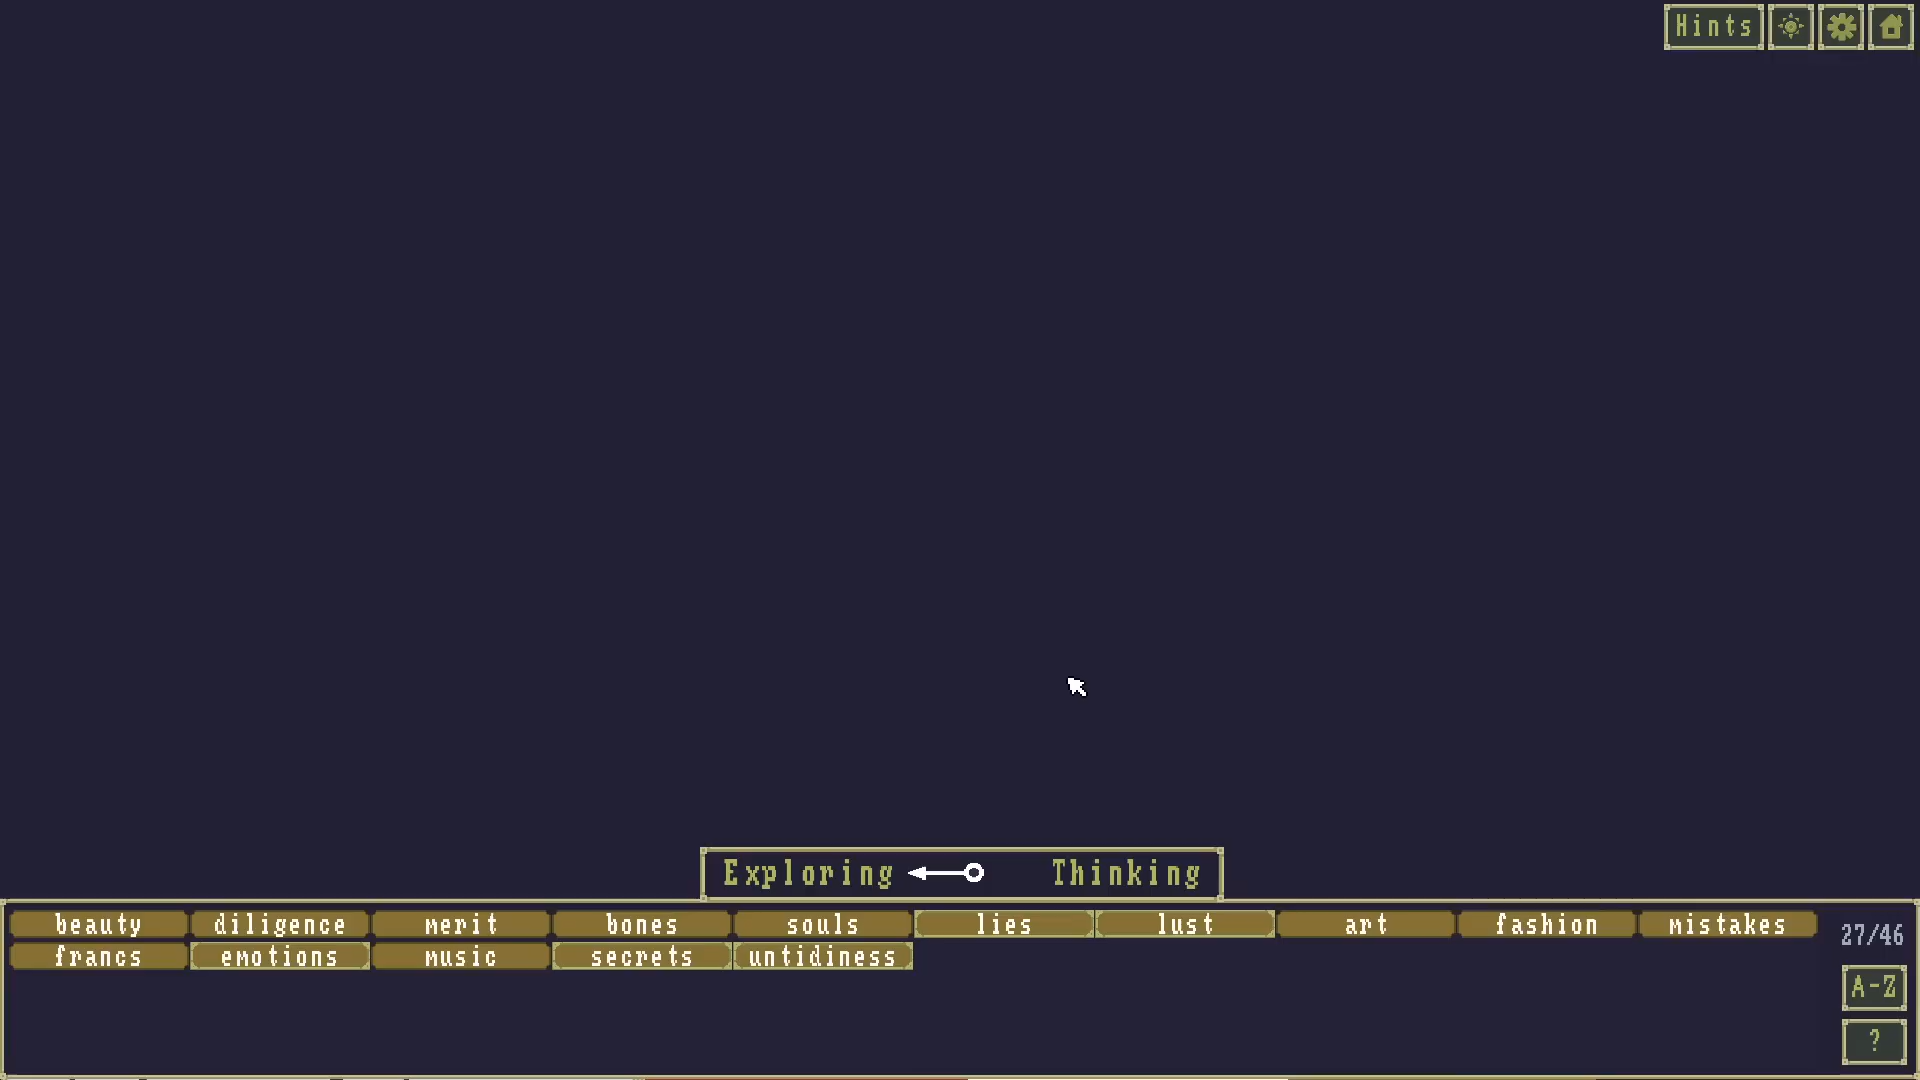 Hints
Exploring Thinking
beauty diligence merit bones souls lies lust art fashion mistakes
francs emotions music secrets untidiness
27/46
A-Z
?